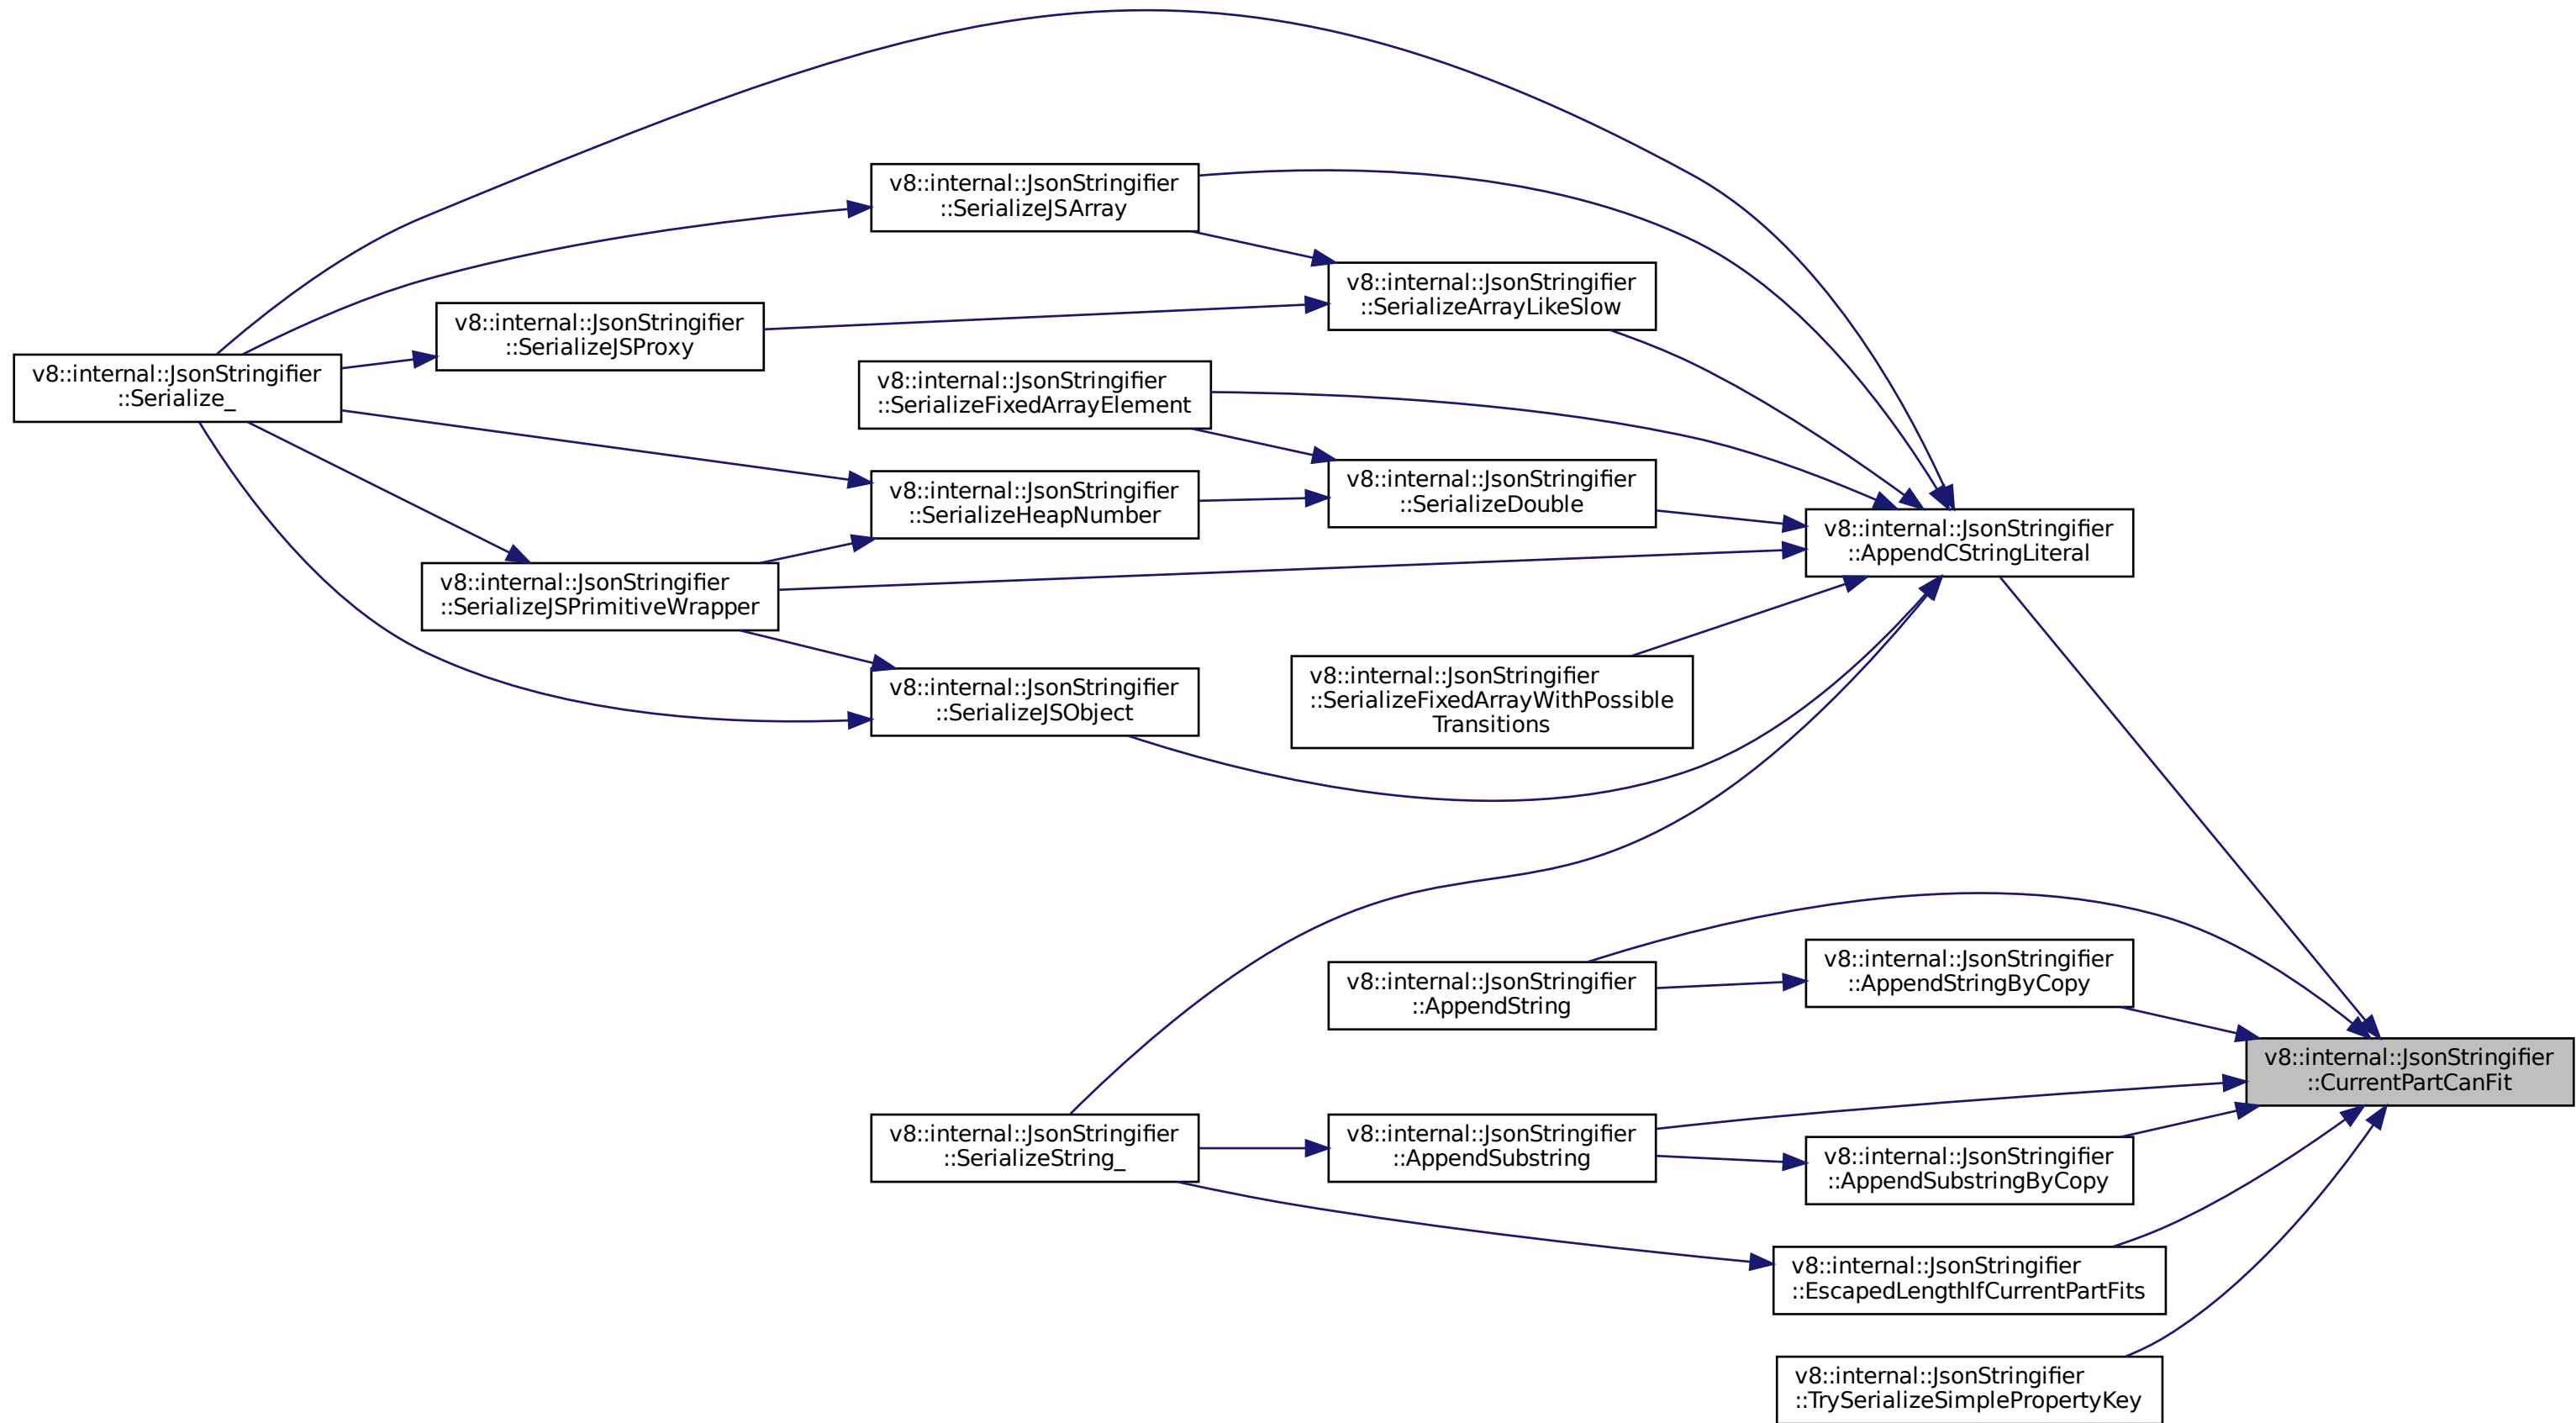 v8::internal::JsonStringifier
::SerializeJSArray
v8::internal::JsonStringifier
::SerializeArrayLikeSlow
v8::internal::JsonStringifier
::SerializeJSProxy
v8::internal::JsonStringifier
::Serialize_
v8::internal::JsonStringifier
::SerializeFixedArrayElement
v8::internal::JsonStringifier
::SerializeDouble
v8::internal::JsonStringifier
::SerializeHeapNumber
v8::internal::JsonStringifier
::AppendCStringLiteral
v8::internal::JsonStringifier
::SerializeJSPrimitiveWrapper
v8::internal::JsonStringifier
::SerializeFixedArrayWithPossible
Transitions
v8::internal::JsonStringifier
::SerializeJSObject
v8::internal::JsonStringifier
::AppendStringByCopy
v8::internal::JsonStringifier
::AppendString
v8::internal::JsonStringifier
::CurrentPartCanFit
v8::internal::JsonStringifier
::SerializeString_
v8::internal::JsonStringifier
::AppendSubstring
v8::internal::JsonStringifier
::AppendSubstringByCopy
v8::internal::JsonStringifier
::EscapedLengthIfCurrentPartFits
v8::internal::JsonStringifier
::TrySerializeSimplePropertyKey